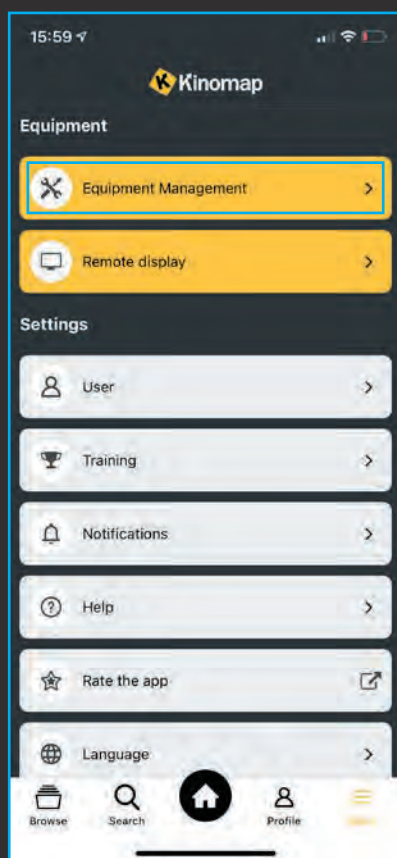 15:59
Kinomap
Equipment
Equipment Management
Remote display
Settings
User
Training
Notifications
Help
Rate the app
Language
Browse
Search
Profile